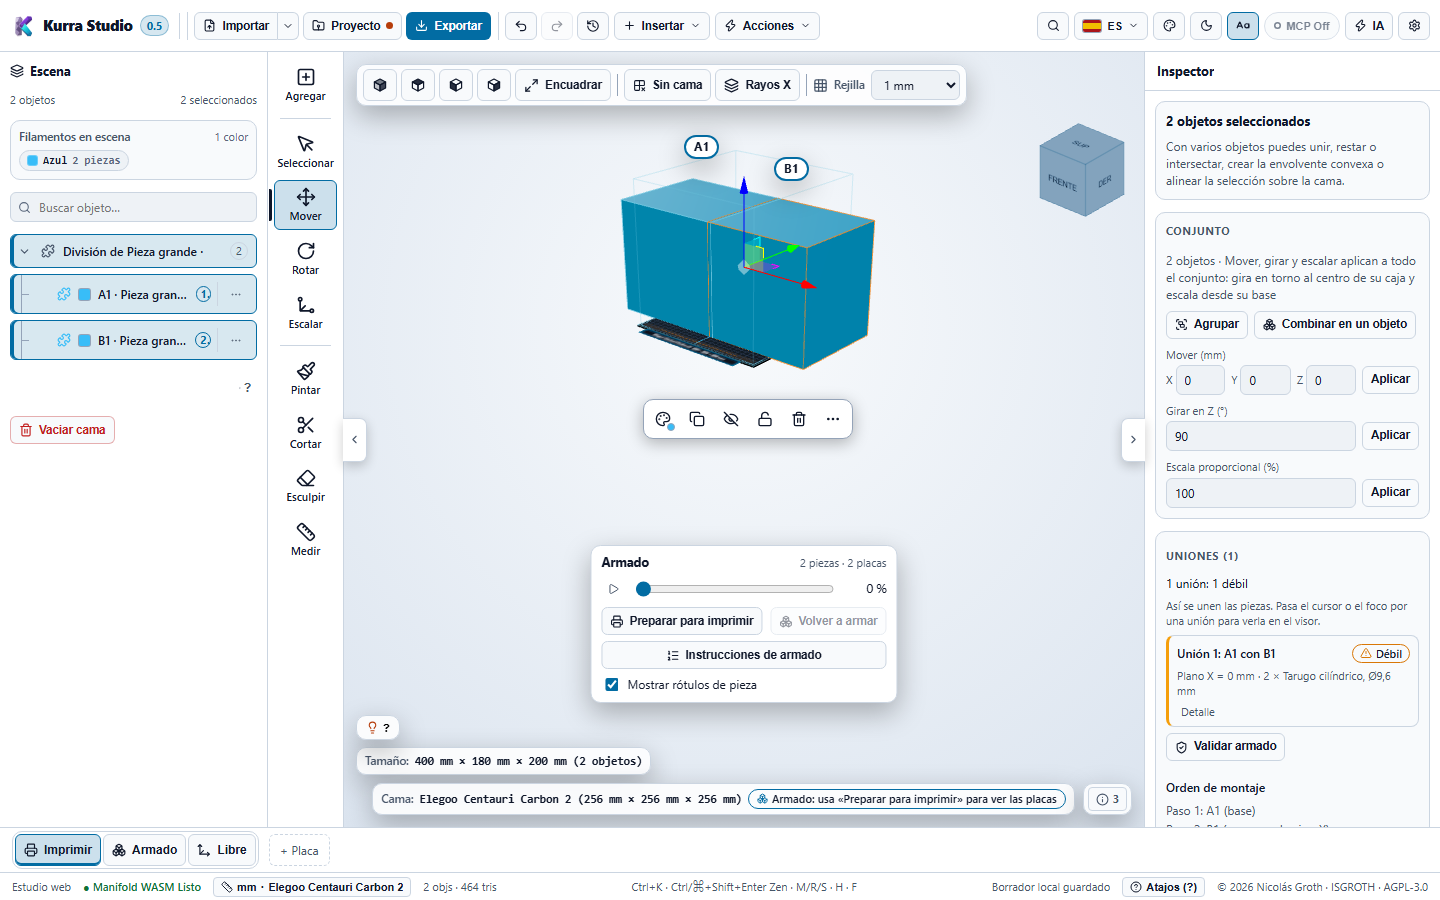 Kurra Studio 0.5
Importar
Proyecto
Exportar
Insertar
Acciones
ES
Aa
MCP Off
IA
Escena
2 objetos
2 seleccionados
Filamentos en escena
1 color
Azul 2 piezas
Buscar objeto...
División de Pieza grande ·
2
A1 · Pieza gran...
B1 · Pieza gran...
2
?
Vaciar cama
Agregar
Seleccionar
Mover
Rotar
Escalar
Pintar
Cortar
Esculpir
Medir
Encuadrar
Sin cama
Rayos X
Rejilla
1 mm
A1
B1
FRENTE
DER
Armado
2 piezas · 2 placas
0 %
Preparar para imprimir
Volver a armar
Instrucciones de armado
Mostrar rótulos de pieza
?
Tamaño: 400 mm × 180 mm × 200 mm (2 objetos)
Cama: Elegoo Centauri Carbon 2 (256 mm × 256 mm × 256 mm)
Armado: usa «Preparar para imprimir» para ver las placas
3
Inspector
2 objetos seleccionados
Con varios objetos puedes unir, restar o
intersectar, crear la envolvente convexa o
alinear la selección sobre la cama.
CONJUNTO
2 objetos · Mover, girar y escalar aplican a todo
el conjunto: gira en torno al centro de su caja y
escala desde su base
Agrupar
Combinar en un objeto
Mover (mm)
X 0 Y 0 Z 0 Aplicar
Girar en Z (°)
90 Aplicar
Escala proporcional (%)
100 Aplicar
UNIONES (1)
1 unión: 1 débil
Así se unen las piezas. Pasa el cursor o el foco por
una unión para verla en el visor.
Unión 1: A1 con B1
Débil
Plano X = 0 mm · 2 × Tarugo cilíndrico, Ø9,6
mm
Detalle
Validar armado
Orden de montaje
Paso 1: A1 (base)
Imprimir
Armado
Libre
+ Placa
Estudio web
Manifold WASM Listo
mm · Elegoo Centauri Carbon 2
2 objs · 464 tris
Ctrl+K · Ctrl/⌘+Shift+Enter Zen · M/R/S · H · F
Borrador local guardado
Atajos (?)
© 2026 Nicolás Groth · ISGROTH · AGPL-3.0